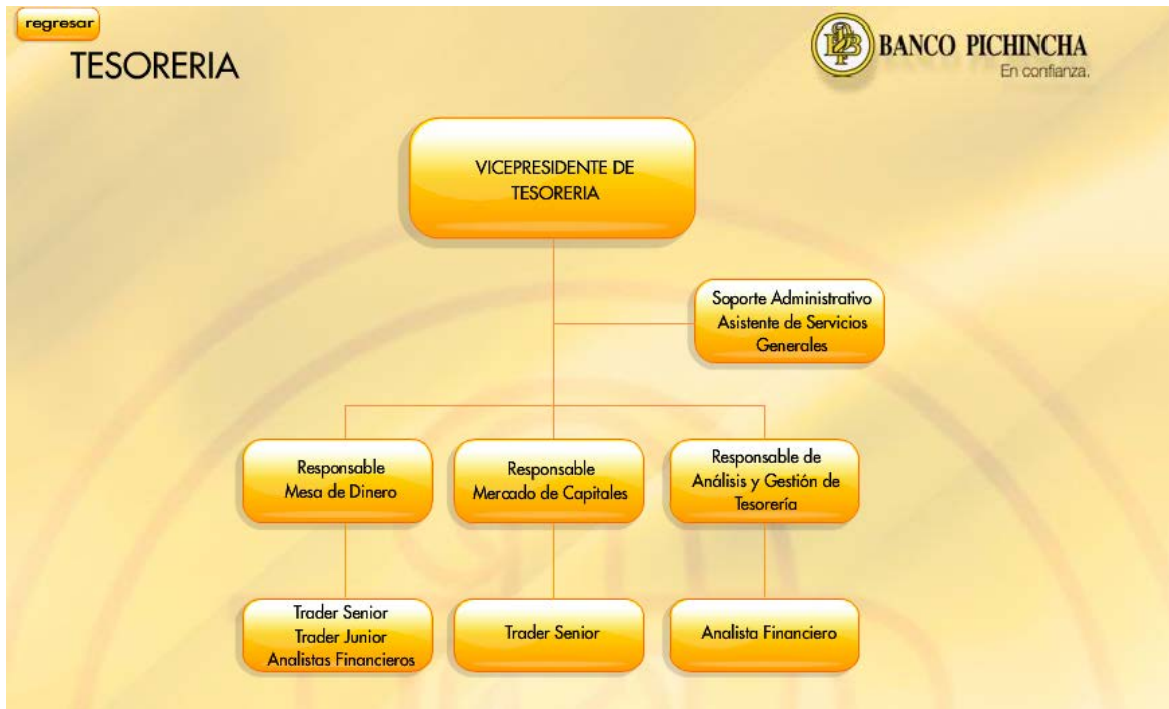 regresar
TESORERIA
BANCO PICHINCHA
En confianza.
VICEPRESIDENTE DE
TESORERIA
Soporte Administrativo
Asistente de Servicios
Generales
Responsable
Mesa de Dinero
Responsable
Mercado de Capitales
Responsable de
Análisis y Gestión de
Tesorería
Trader Senior
Trader Junior
Analistas Financieros
Trader Senior
Analista Financiero